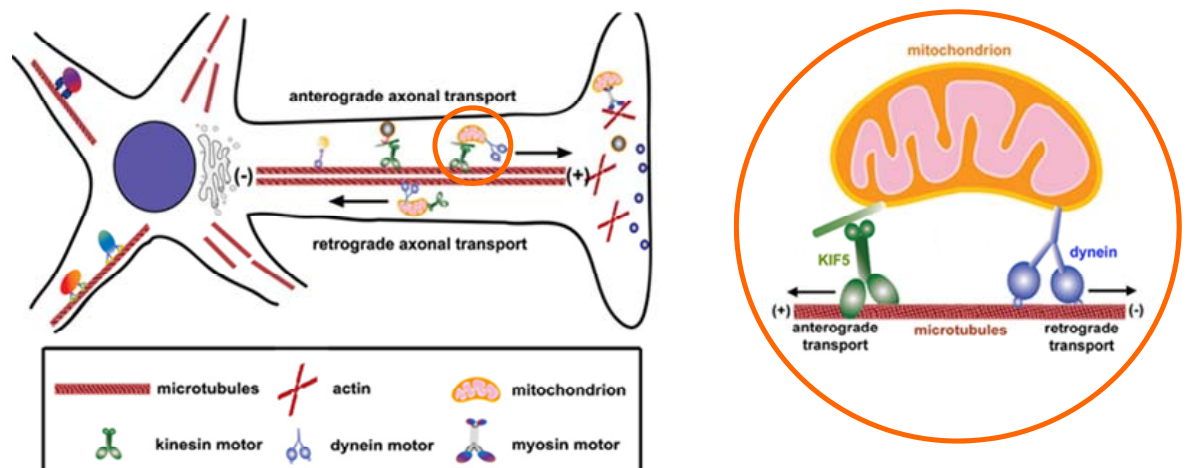 anterograde axonal transport
(-)
(+)
retrograde axonal transport
microtubules
actin
mitochondrion
kinesin motor
dynein motor
myosin motor
mitochondrion
KIF5
dynein
(+)
(-)
anterograde
transport
microtubules
retrograde
transport